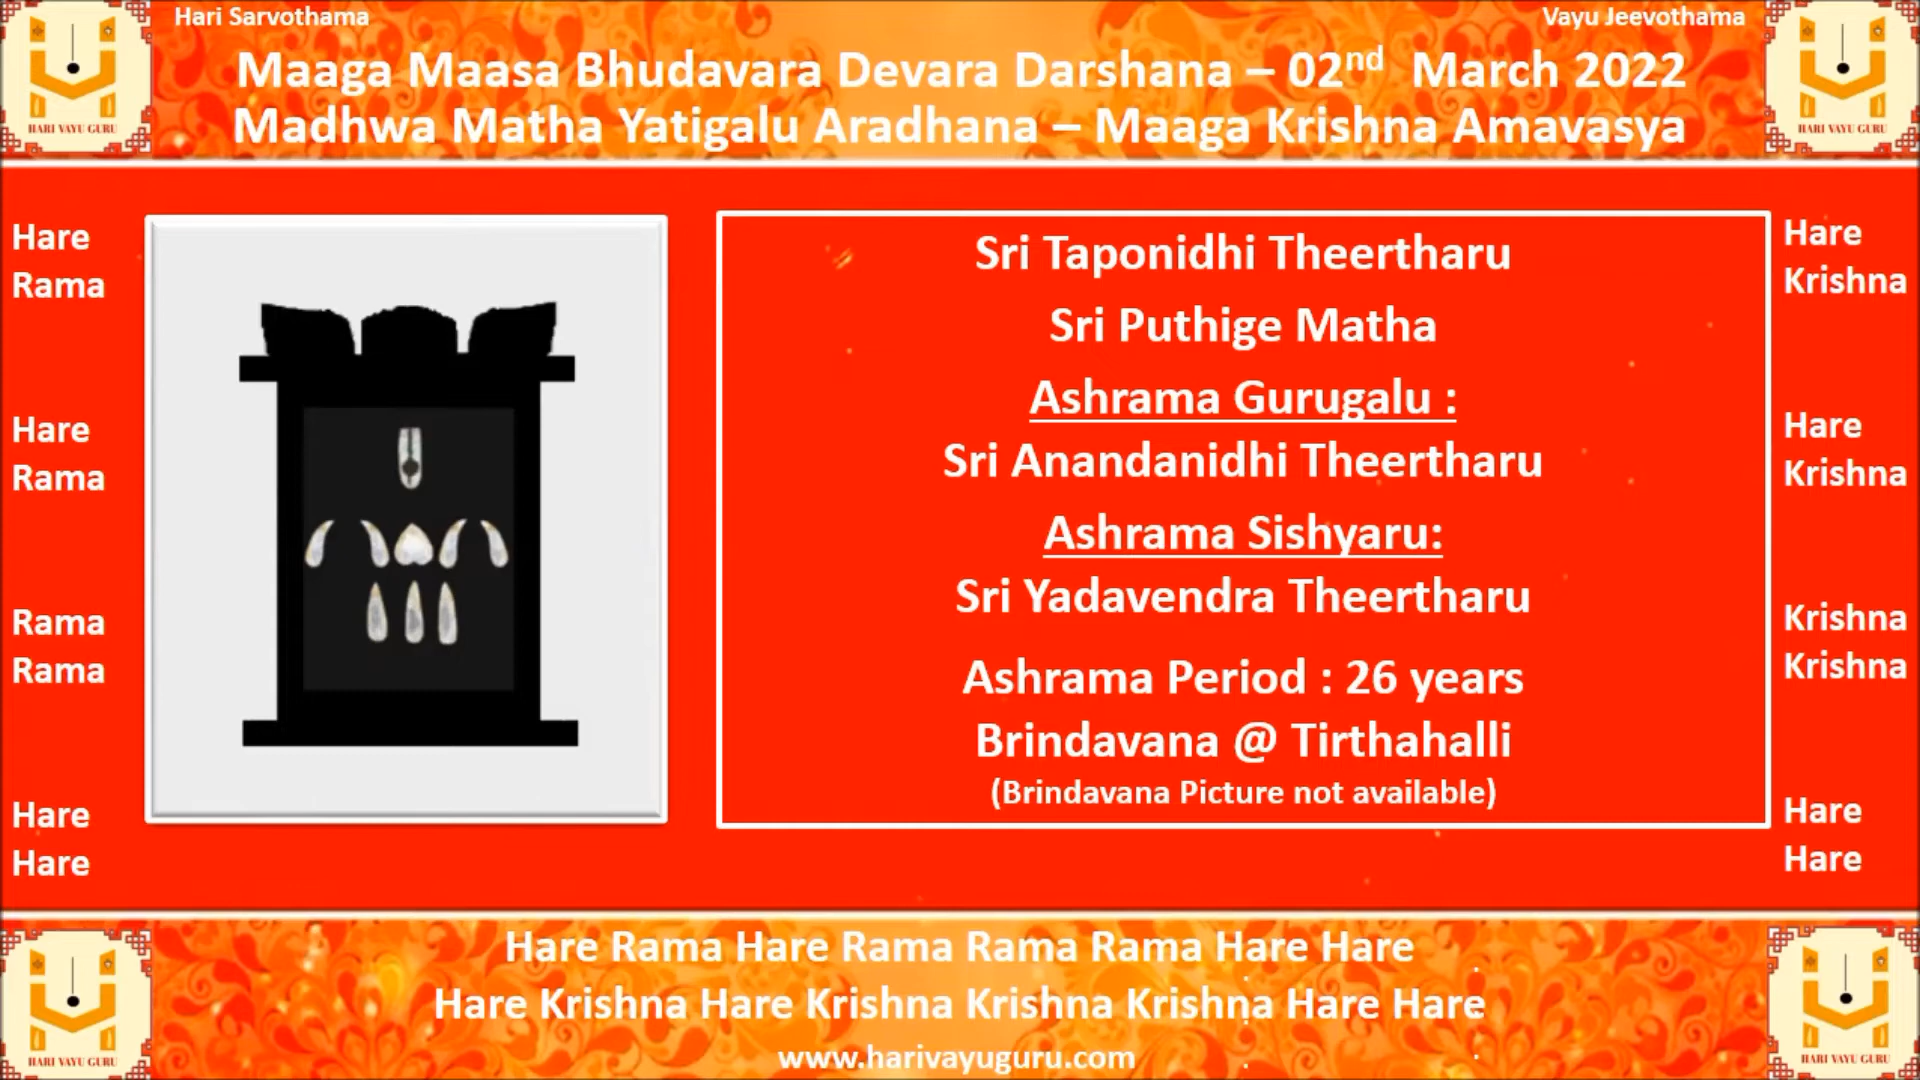 Hari Sarvothama
Vayu Jeevothama
Maaga Maasa Bhudavara Devara Darshana – 02nd March 2022
Madhwa Matha Yatigalu Aradhana – Maaga Krishna Amavasya
HARI VAYU GURU
HARI VAYU GURU
Hare
Rama
Hare
Rama
Rama
Rama
Hare
Hare
Sri Taponidhi Theertharu
Sri Puthige Matha
Ashrama Gurugalu :
Sri Anandanidhi Theertharu
Ashrama Sishyaru:
Sri Yadavendra Theertharu
Ashrama Period : 26 years
Brindavana @ Tirthahalli
(Brindavana Picture not available)
Hare
Krishna
Hare
Krishna
Krishna
Krishna
Hare
Hare
Hare Rama Hare Rama Rama Rama Hare Hare
Hare Krishna Hare Krishna Krishna Krishna Hare Hare
www.harivayuguru.com
HARI VAYU GURU
HARI VAYU GURU